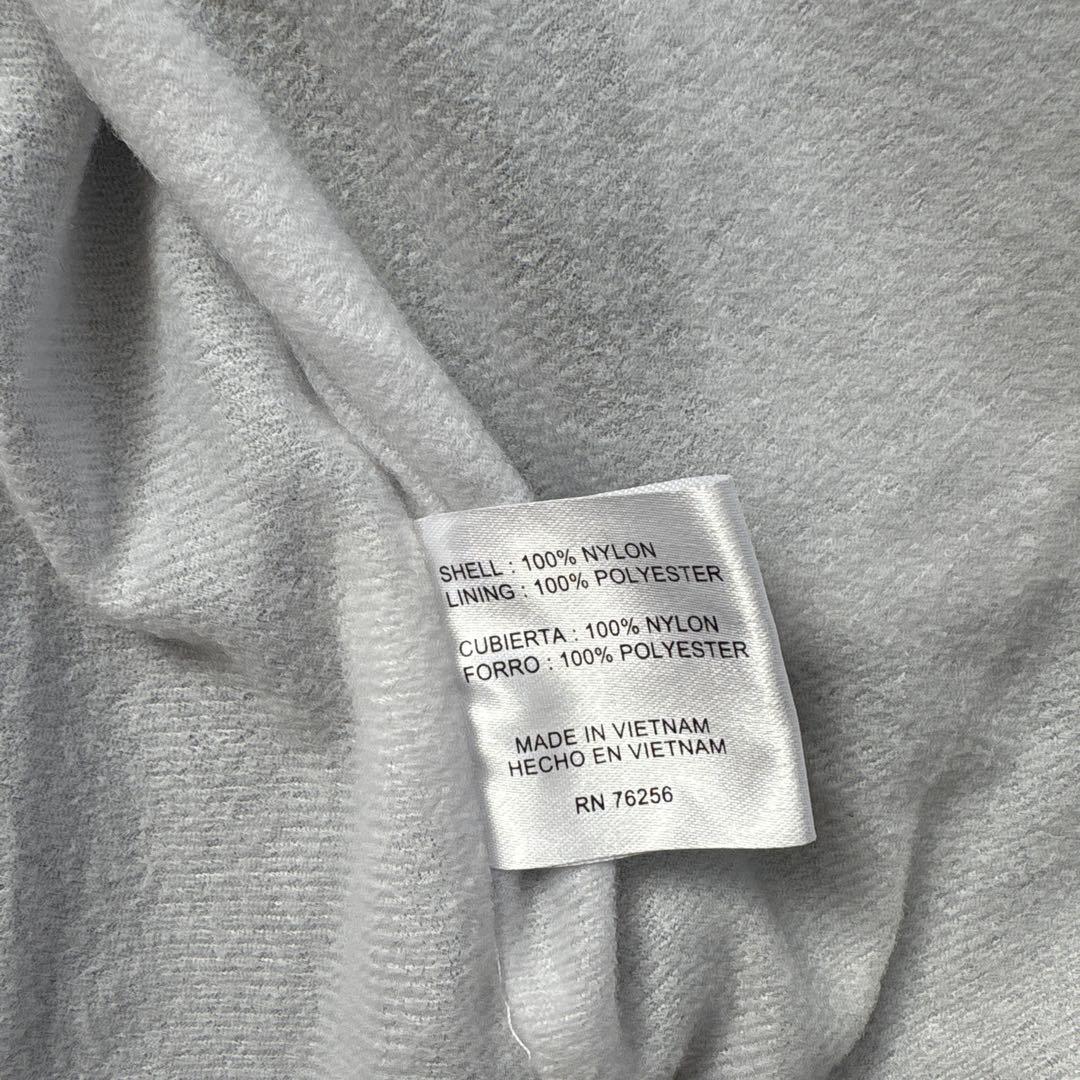 SHELL : 100% NYLON
LINING : 100% POLYESTER
CUBIERTA : 100% NYLON
FORRO : 100% POLYESTER
MADE IN VIETNAM
HECHO EN VIETNAM
RN 76256